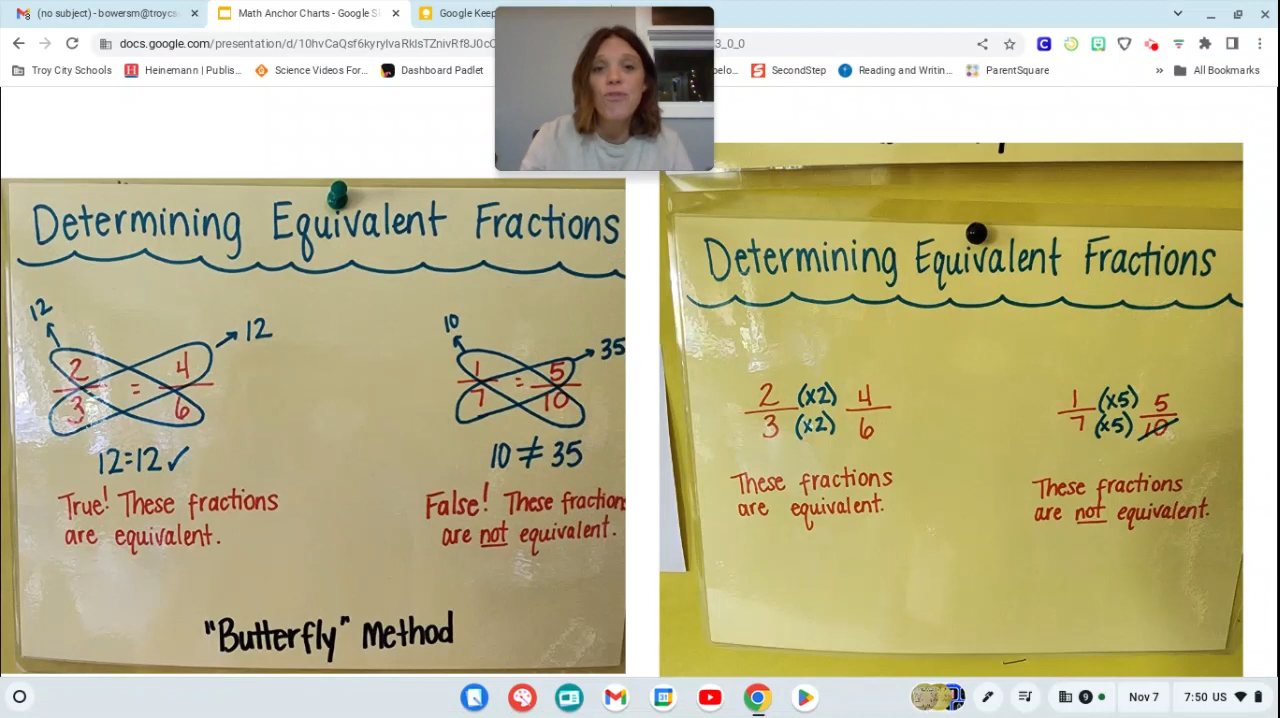 (no subject) - bowersm@troycs
Math Anchor Charts - Google Sl
Google Keep
docs.google.com/presentation/d/10hvCaQsf6kyrylvaRklsTZnivRf8J0c
3_0_0
Troy City Schools
Heinemann | Publis...
Science Videos For...
Dashboard Padlet
SecondStep
Reading and Writin...
ParentSquare
»
All Bookmarks
Determining Equivalent Fractions
12
12
2/3 = 4/6
12=12✓
True! These fractions
are equivalent.
10
35
1/7 = 5/10
10 ≠ 35
False! These fraction
are not equivalent.
"Butterfly" Method
Determining Equivalent Fractions
2 (x2) 4
3 (x2) 6
These fractions
are equivalent.
1 (x5) 5
7 (x5) 10
These fractions
are not equivalent.
31
9
Nov 7
7:50 US